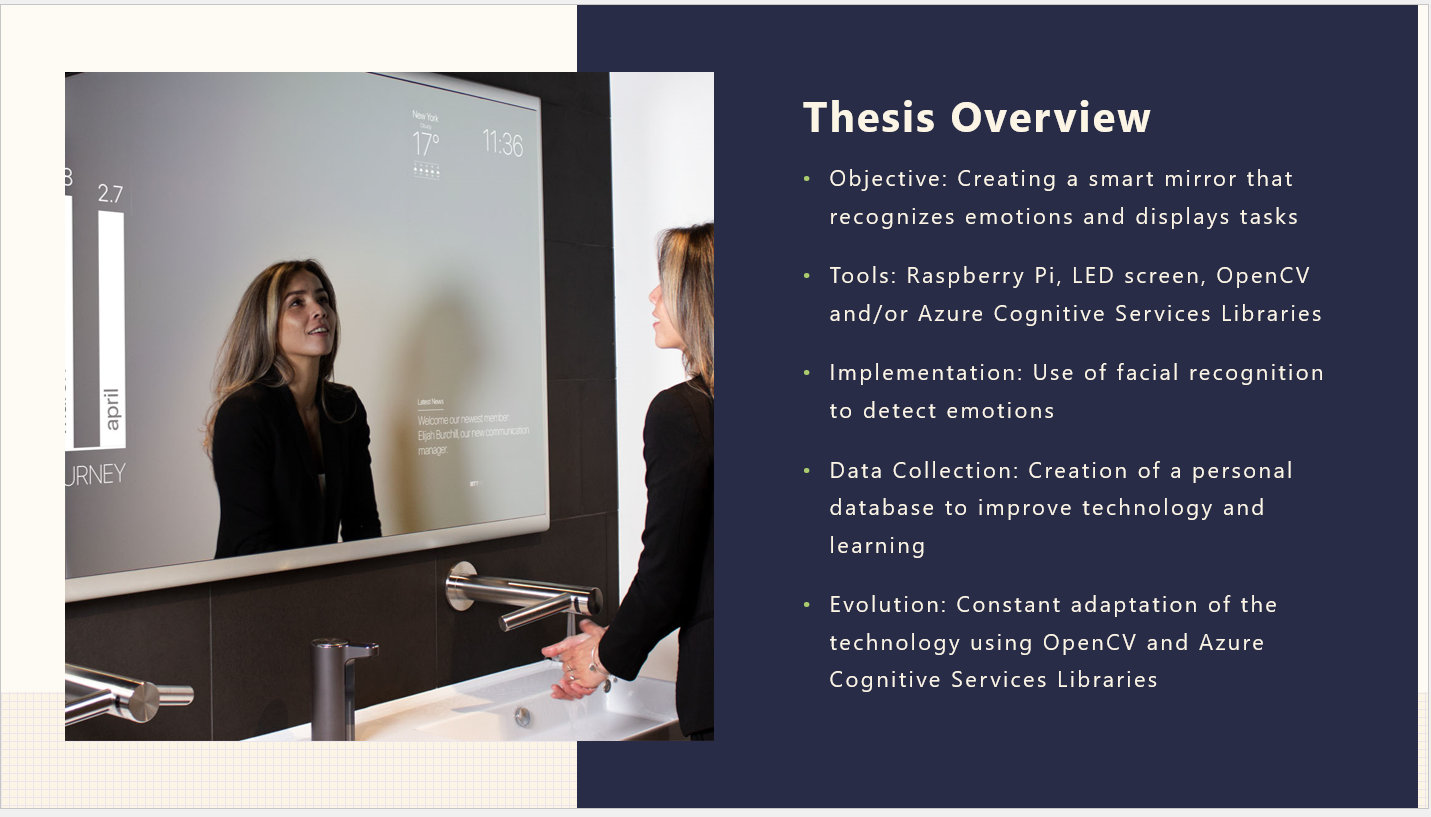 New York
17°
11:36
2.7
april
URNEY
Latest News
Welcome our newest member
Elijah Burchill, our new communication
manager.
Thesis Overview
• Objective: Creating a smart mirror that
recognizes emotions and displays tasks
• Tools: Raspberry Pi, LED screen, OpenCV
and/or Azure Cognitive Services Libraries
• Implementation: Use of facial recognition
to detect emotions
• Data Collection: Creation of a personal
database to improve technology and
learning
• Evolution: Constant adaptation of the
technology using OpenCV and Azure
Cognitive Services Libraries